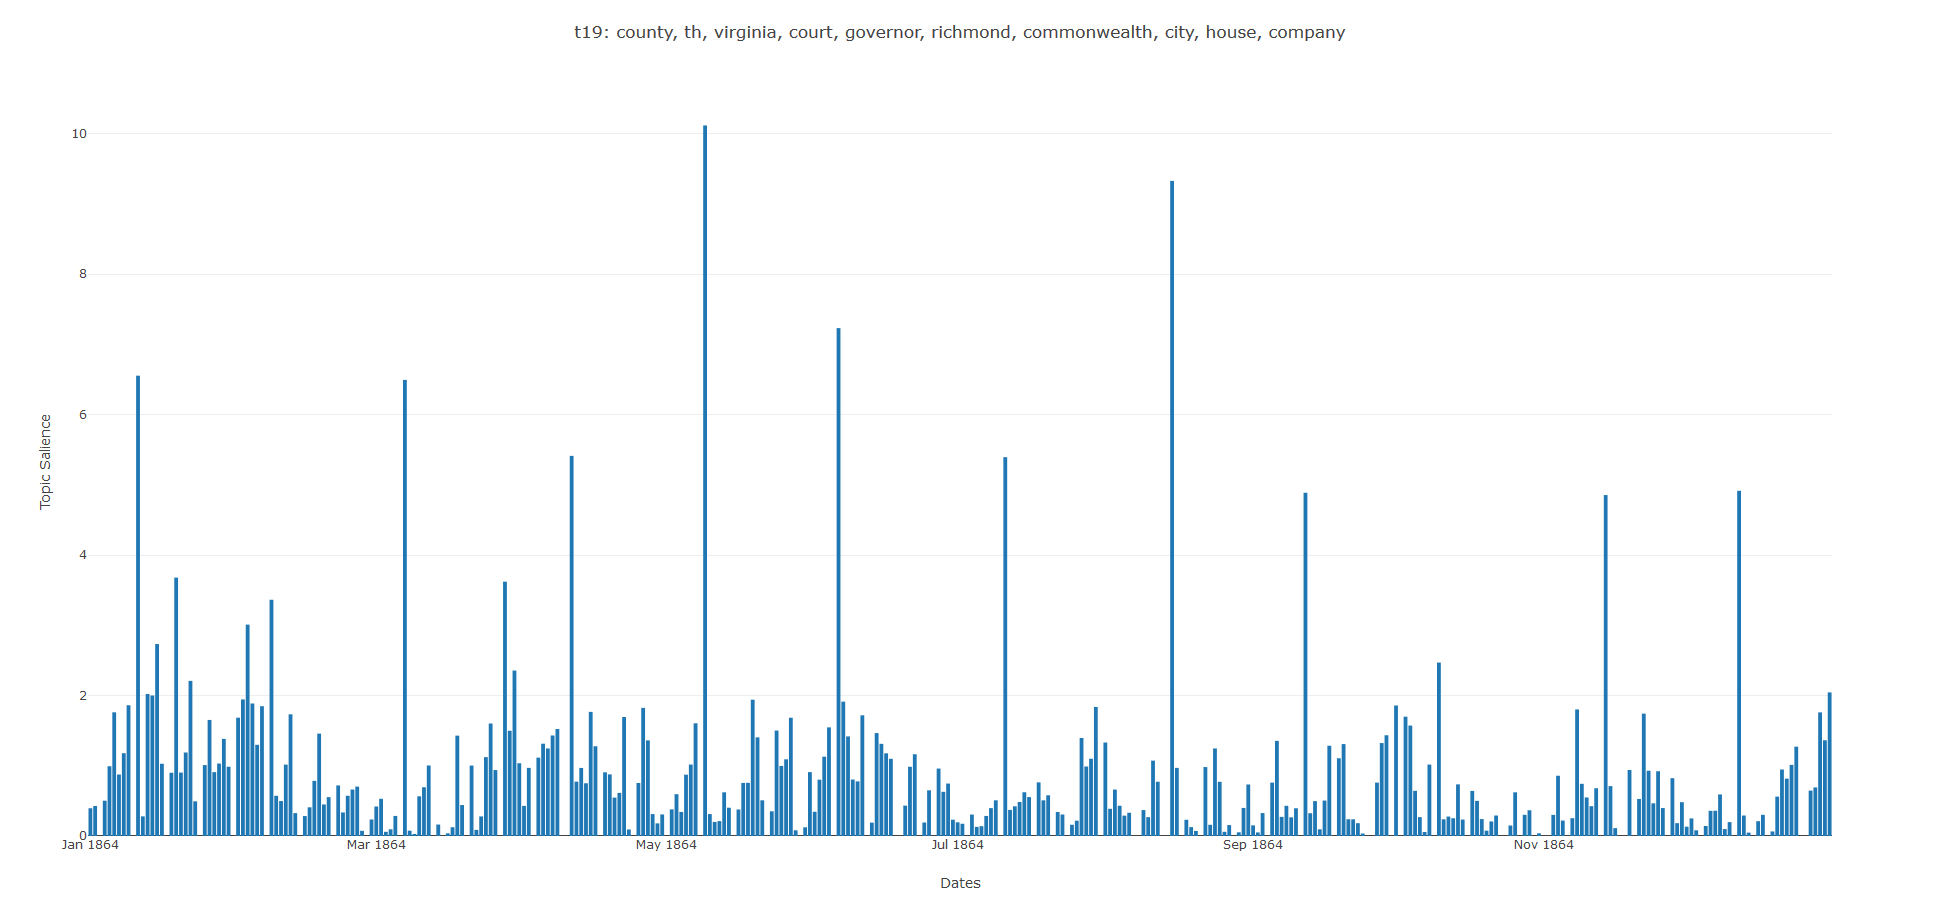 t19: county, th, virginia, court, governor, richmond, commonwealth, city, house, company
10
8
6
4
2
0
Topic Salience
Jan 1864 Mar 1864 May 1864 Jul 1864 Sep 1864 Nov 1864
Dates